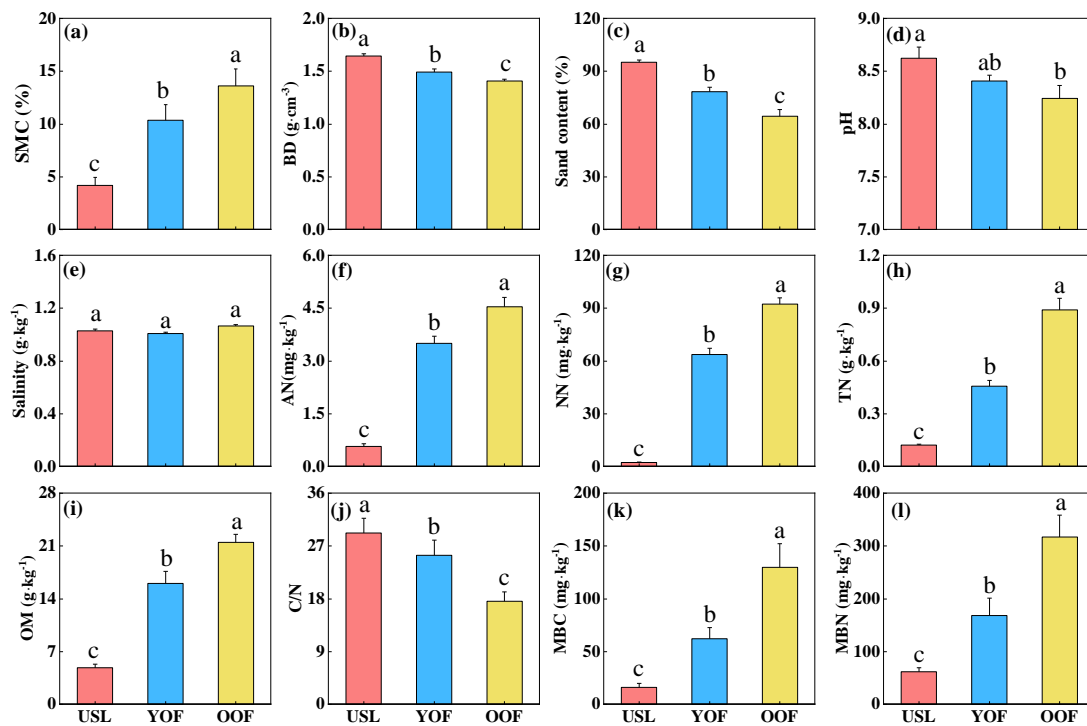 (a)
SMC (%)
20
15
10
5
0
c
b
a
(b)
BD (g·cm⁻³)
2.0
1.5
1.0
0.5
0.0
a
b
c
(c)
Sand content (%)
120
90
60
30
0
a
b
c
(d)
pH
9.0
8.5
8.0
7.5
7.0
a
ab
b
(e)
Salinity (g·kg⁻¹)
1.6
1.2
0.8
0.4
0.0
a
a
a
(f)
AN(mg·kg⁻¹)
6.0
4.5
3.0
1.5
0.0
c
b
a
(g)
NN (mg·kg⁻¹)
120
90
60
30
0
c
b
a
(h)
TN (g·kg⁻¹)
1.2
0.9
0.6
0.3
0.0
c
b
a
(i)
OM (g·kg⁻¹)
28
21
14
7
0
c
b
a
USL YOF OOF
(j)
C/N
36
27
18
9
0
a
b
c
USL YOF OOF
(k)
MBC (mg·kg⁻¹)
200
150
100
50
0
c
b
a
USL YOF OOF
(l)
MBN (mg·kg⁻¹)
400
300
200
100
0
c
b
a
USL YOF OOF